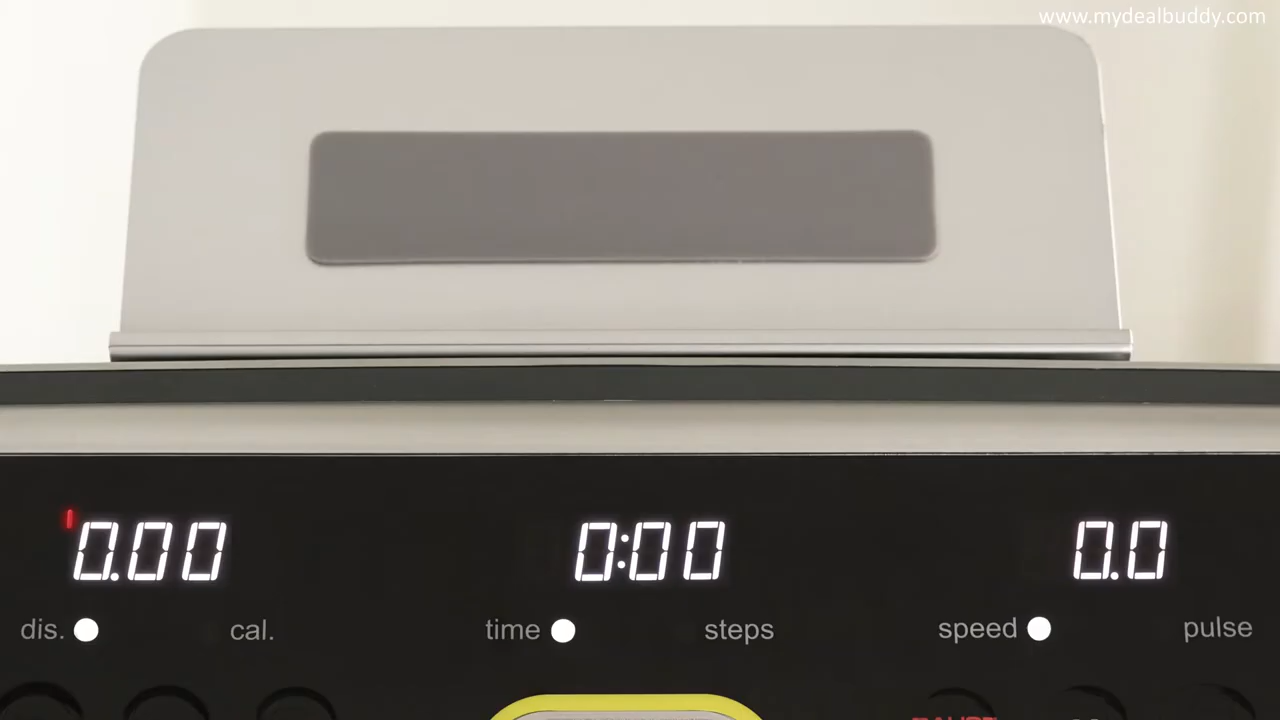 www.mydealbuddy.com
0.00 0:00 0.0
dis. cal. time steps speed pulse